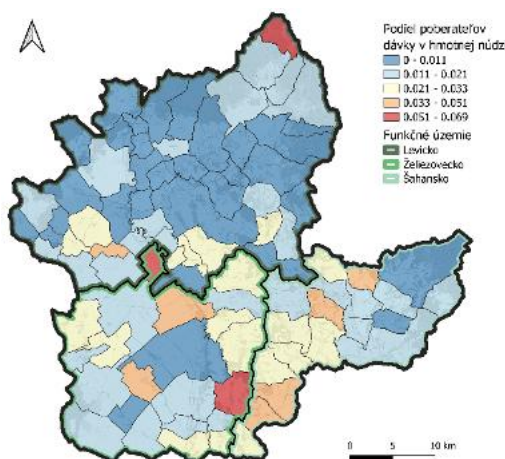 Podiel poberateľov
dávky v hmotnej núdzi
0 - 0.011
0.011 - 0.021
0.021 - 0.033
0.033 - 0.051
0.051 - 0.069
Funkčné územie
Levicko
Želiezovecko
Šahansko
0 5 10 km